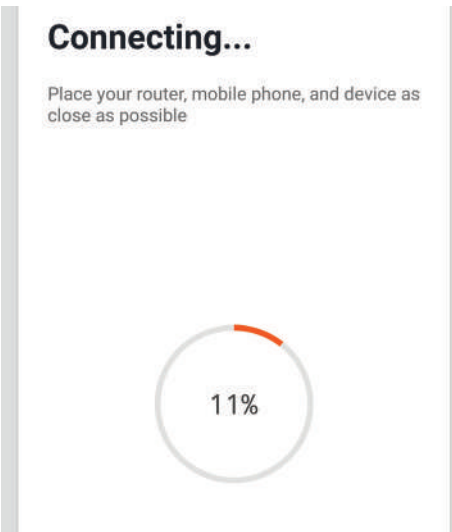 Connecting...
Place your router, mobile phone, and device as
close as possible
11%